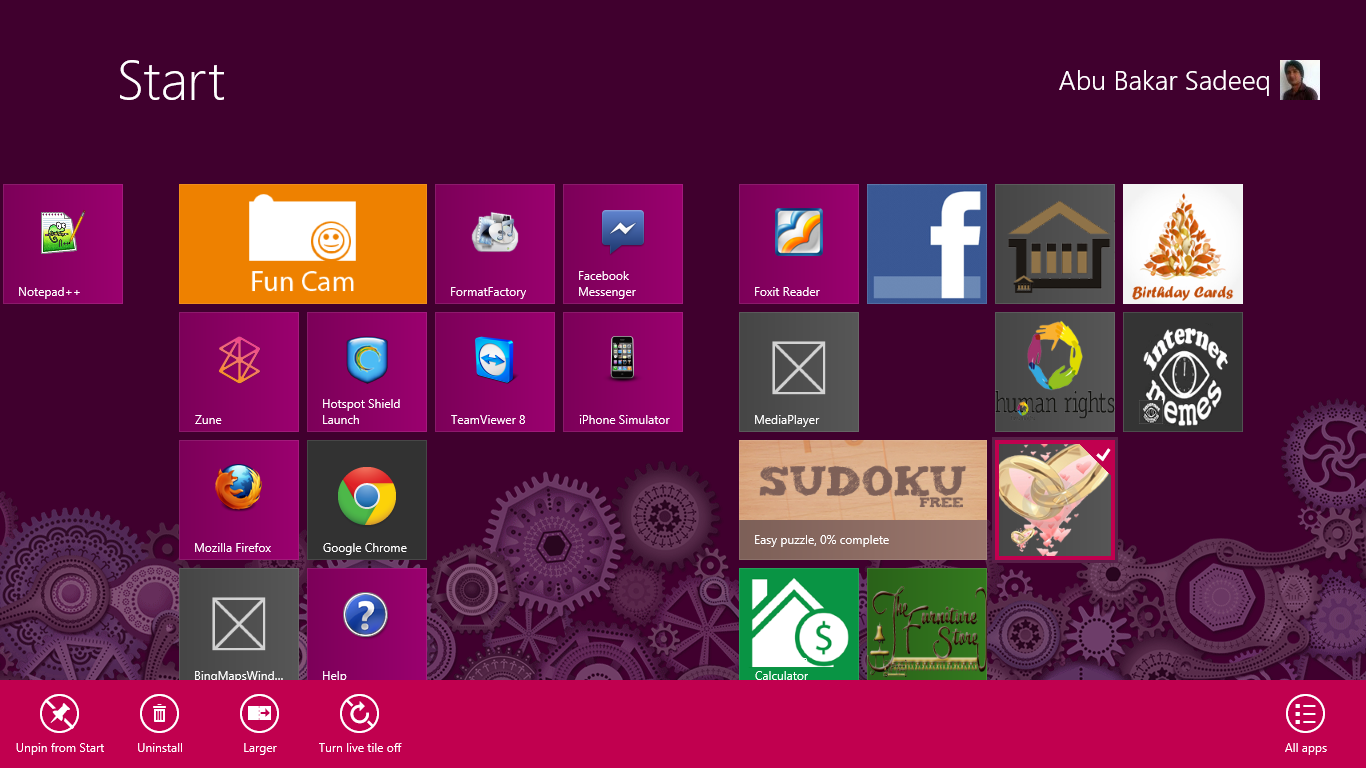 Start
Abu Bakar Sadeeq
Notepad++
Fun Cam
FormatFactory
Facebook
Messenger
Foxit Reader
f
Birthday Cards
Zune
Hotspot Shield
Launch
TeamViewer 8
iPhone Simulator
MediaPlayer
human rights
internet
memes
Mozilla Firefox
Google Chrome
SUDOKU
FREE
Easy puzzle, 0% complete
BingMapsWind...
Help
Calculator
The
Furniture
Store
Unpin from Start
Uninstall
Larger
Turn live tile off
All apps